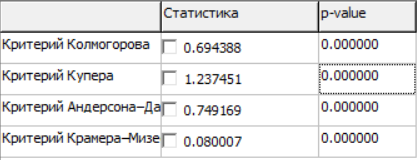 Статистика p-value
Критерий Колмогорова 0.694388 0.000000
Критерий Купера 1.237451 0.000000
Критерий Андерсона–Да 0.749169 0.000000
Критерий Крамера–Мизе 0.080007 0.000000